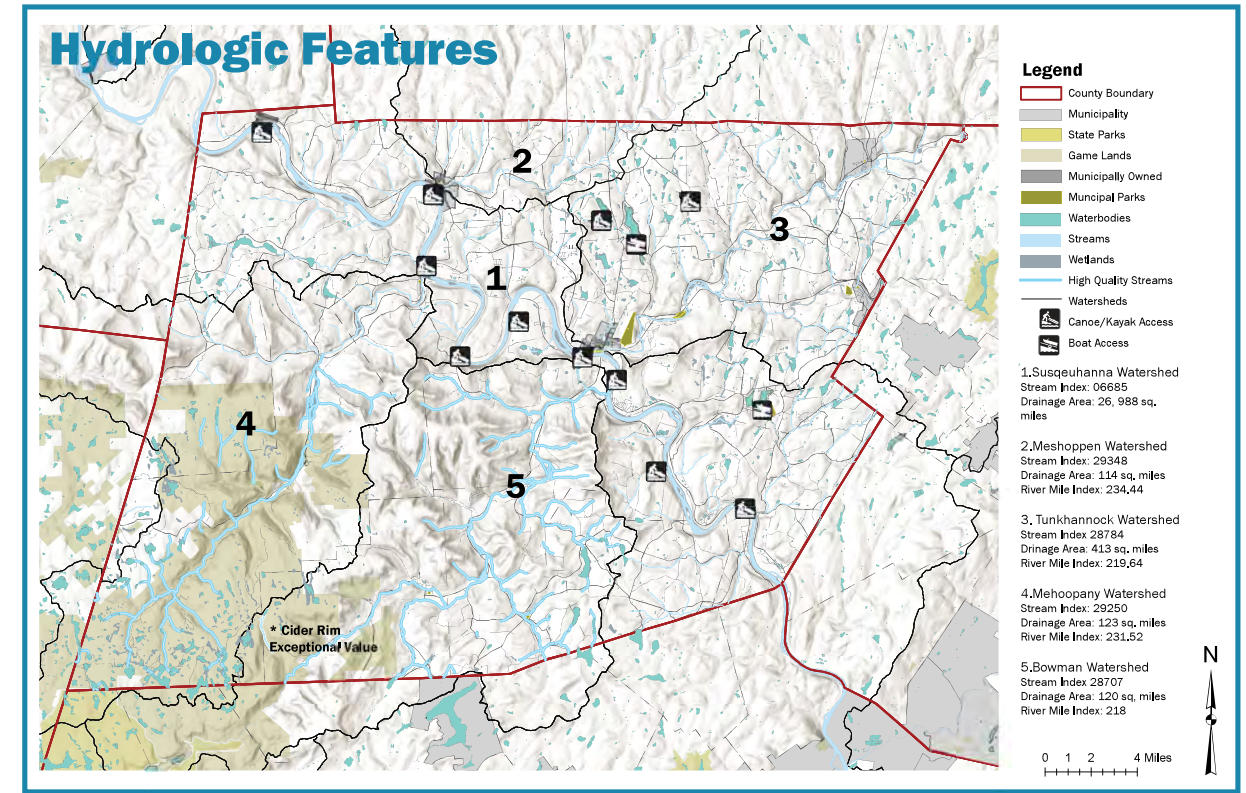 Hydrologic Features
2
3
1
4
5
* Cider Rim
Exceptional Value
Legend
County Boundary
Municipality
State Parks
Game Lands
Municipally Owned
Muncipal Parks
Waterbodies
Streams
Wetlands
High Quality Streams
Watersheds
Canoe/Kayak Access
Boat Access
1.Susqeuhanna Watershed
Stream Index: 06685
Drainage Area: 26, 988 sq.
miles
2.Meshoppen Watershed
Stream Index: 29348
Drainage Area: 114 sq. miles
River Mile Index: 234.44
3. Tunkhannock Watershed
Stream Index 28784
Drinage Area: 413 sq. miles
River Mile Index: 219.64
4.Mehoopany Watershed
Stream Index: 29250
Drainage Area: 123 sq. miles
River Mile Index: 231.52
5.Bowman Watershed
Stream Index 28707
Drainage Area: 120 sq, miles
River Mile Index: 218
N
0 1 2 4 Miles